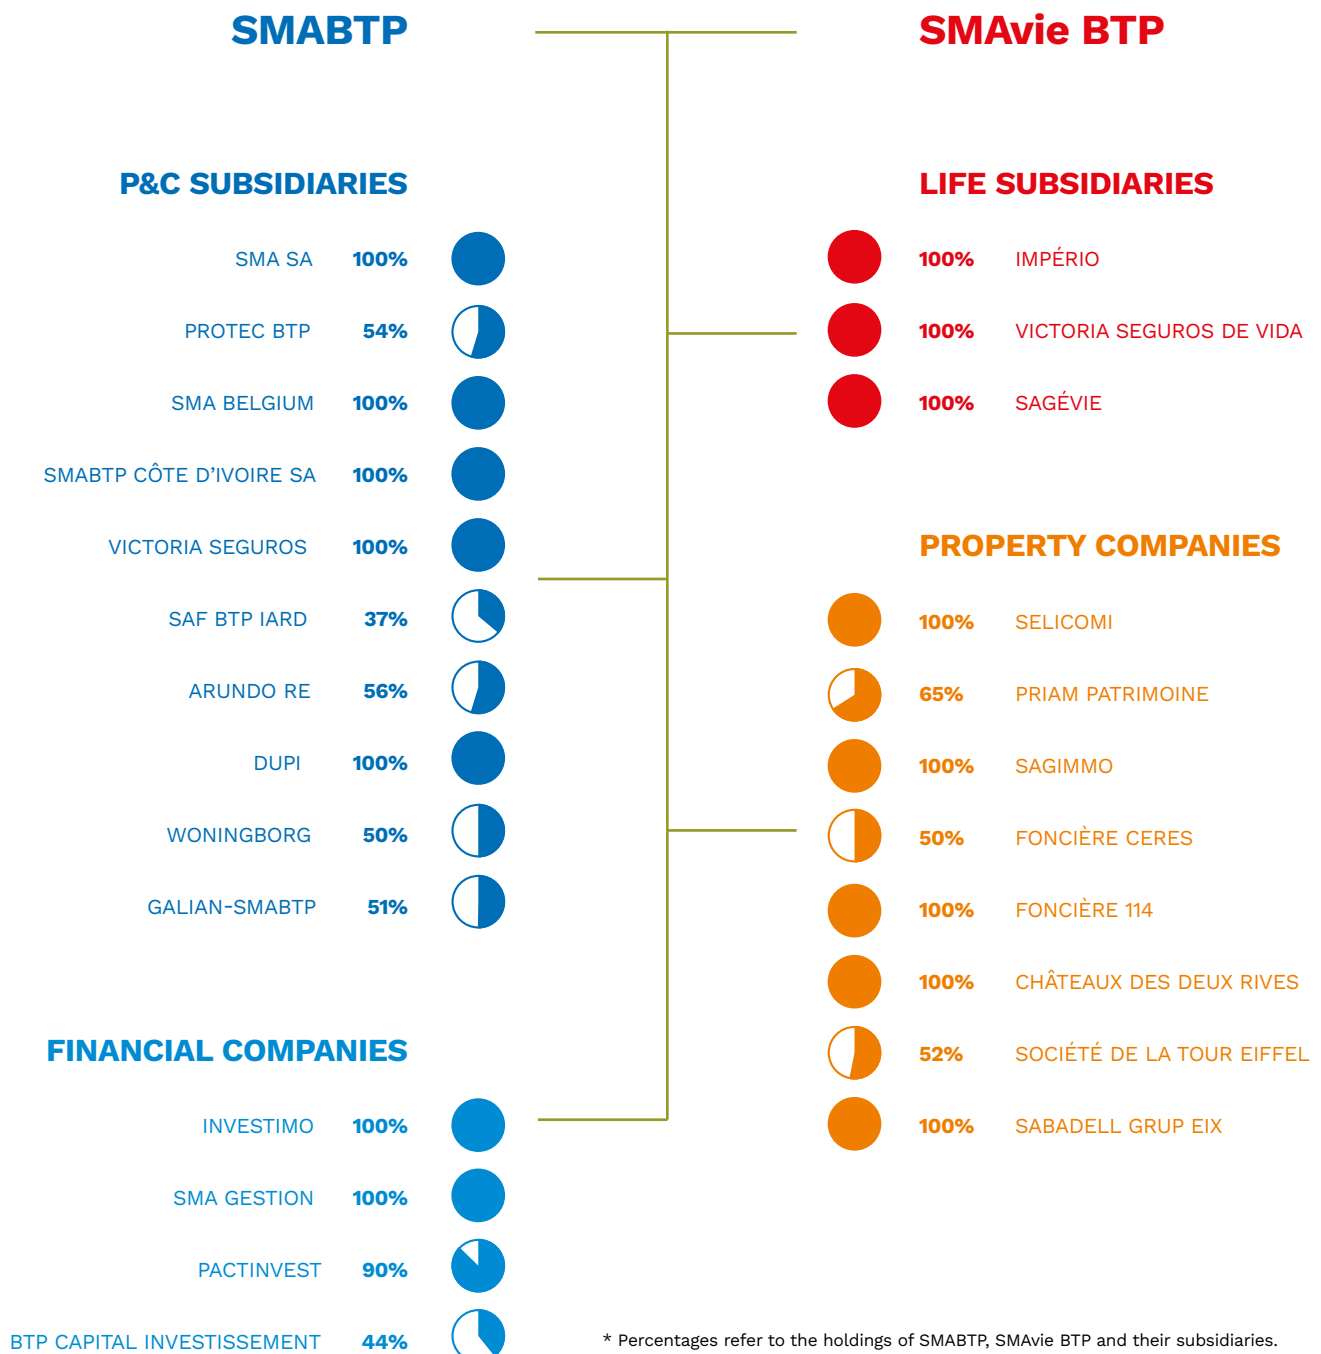 SMABTP
SMAvie BTP
P&C SUBSIDIARIES
SMA SA 100%
PROTEC BTP 54%
SMA BELGIUM 100%
SMABTP CÔTE D’IVOIRE SA 100%
VICTORIA SEGUROS 100%
SAF BTP IARD 37%
ARUNDO RE 56%
DUPI 100%
WONINGBORG 50%
GALIAN-SMABTP 51%
FINANCIAL COMPANIES
INVESTIMO 100%
SMA GESTION 100%
PACTINVEST 90%
BTP CAPITAL INVESTISSEMENT 44%
LIFE SUBSIDIARIES
100% IMPÉRIO
100% VICTORIA SEGUROS DE VIDA
100% SAGÉVIE
PROPERTY COMPANIES
100% SELICOMI
65% PRIAM PATRIMOINE
100% SAGIMMO
50% FONCIÈRE CERES
100% FONCIÈRE 114
100% CHÂTEAUX DES DEUX RIVES
52% SOCIÉTÉ DE LA TOUR EIFFEL
100% SABADELL GRUP EIX
* Percentages refer to the holdings of SMABTP, SMAvie BTP and their subsidiaries.